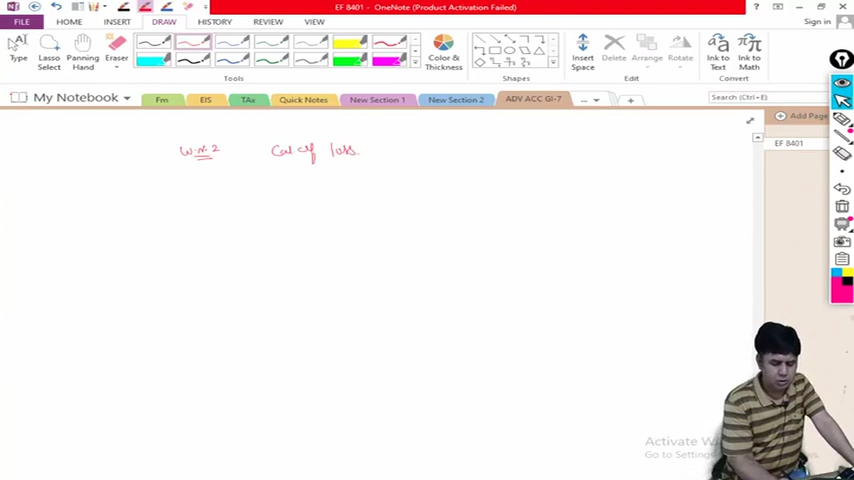 EF 8401 - OneNote (Product Activation Failed)
FILE HOME INSERT DRAW HISTORY REVIEW VIEW Sign in
Type
Lasso Select
Panning Hand
Eraser
Color & Thickness
Insert Space
Delete
Arrange
Rotate
Ink to Text
Ink to Math
Tools Shapes Edit Convert
My Notebook Fm EIS TAx Quick Notes New Section 1 New Section 2 ADV ACC GI-7 ... Search (Ctrl+E)
Add Page
EF 8401
W.N.2 Cal of loss
Activate
Go to Settings